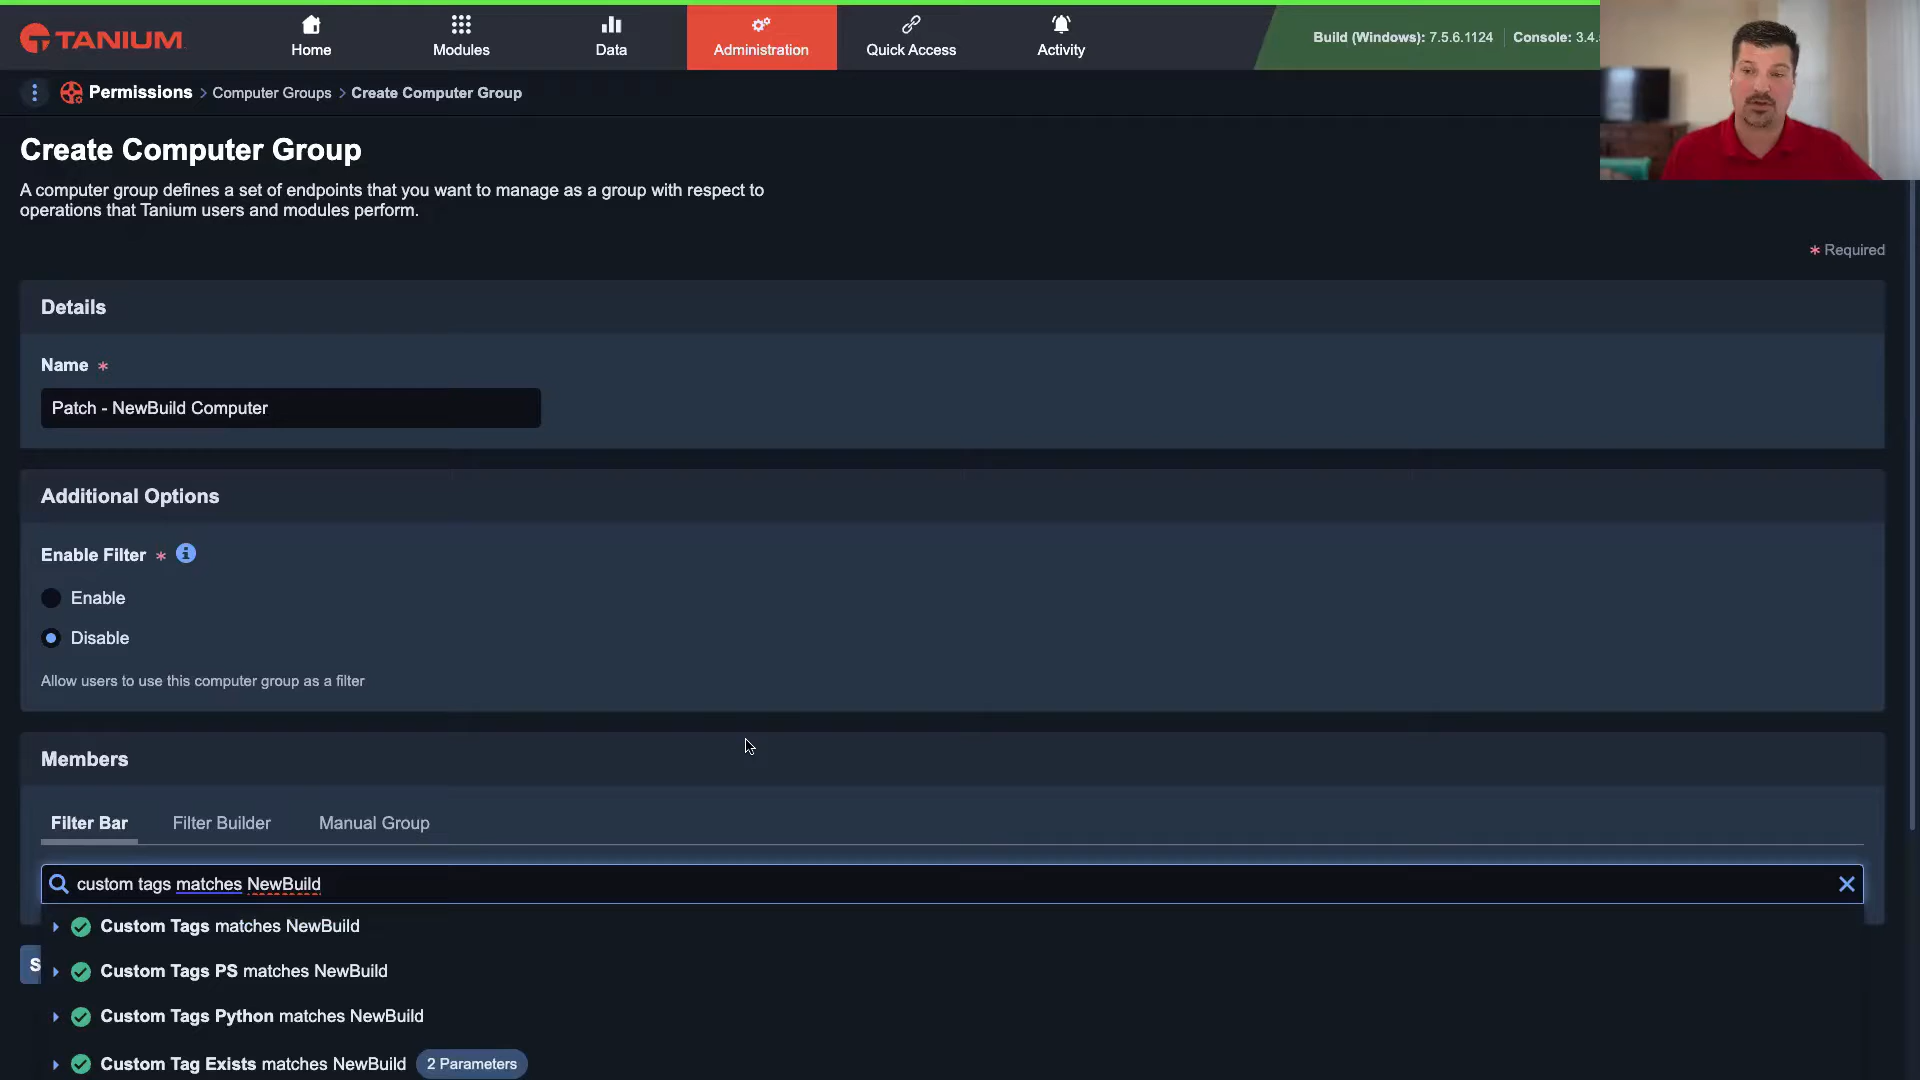 TANIUM
Home
Modules
Data
Administration
Quick Access
Activity
Build (Windows): 7.5.6.1124
Console: 3.4.
Permissions > Computer Groups > Create Computer Group
Create Computer Group
A computer group defines a set of endpoints that you want to manage as a group with respect to
operations that Tanium users and modules perform.
* Required
Details
Name *
Patch - NewBuild Computer
Additional Options
Enable Filter *
Enable
Disable
Allow users to use this computer group as a filter
Members
Filter Bar
Filter Builder
Manual Group
custom tags matches NewBuild
Custom Tags matches NewBuild
S
Custom Tags PS matches NewBuild
Custom Tags Python matches NewBuild
Custom Tag Exists matches NewBuild 2 Parameters